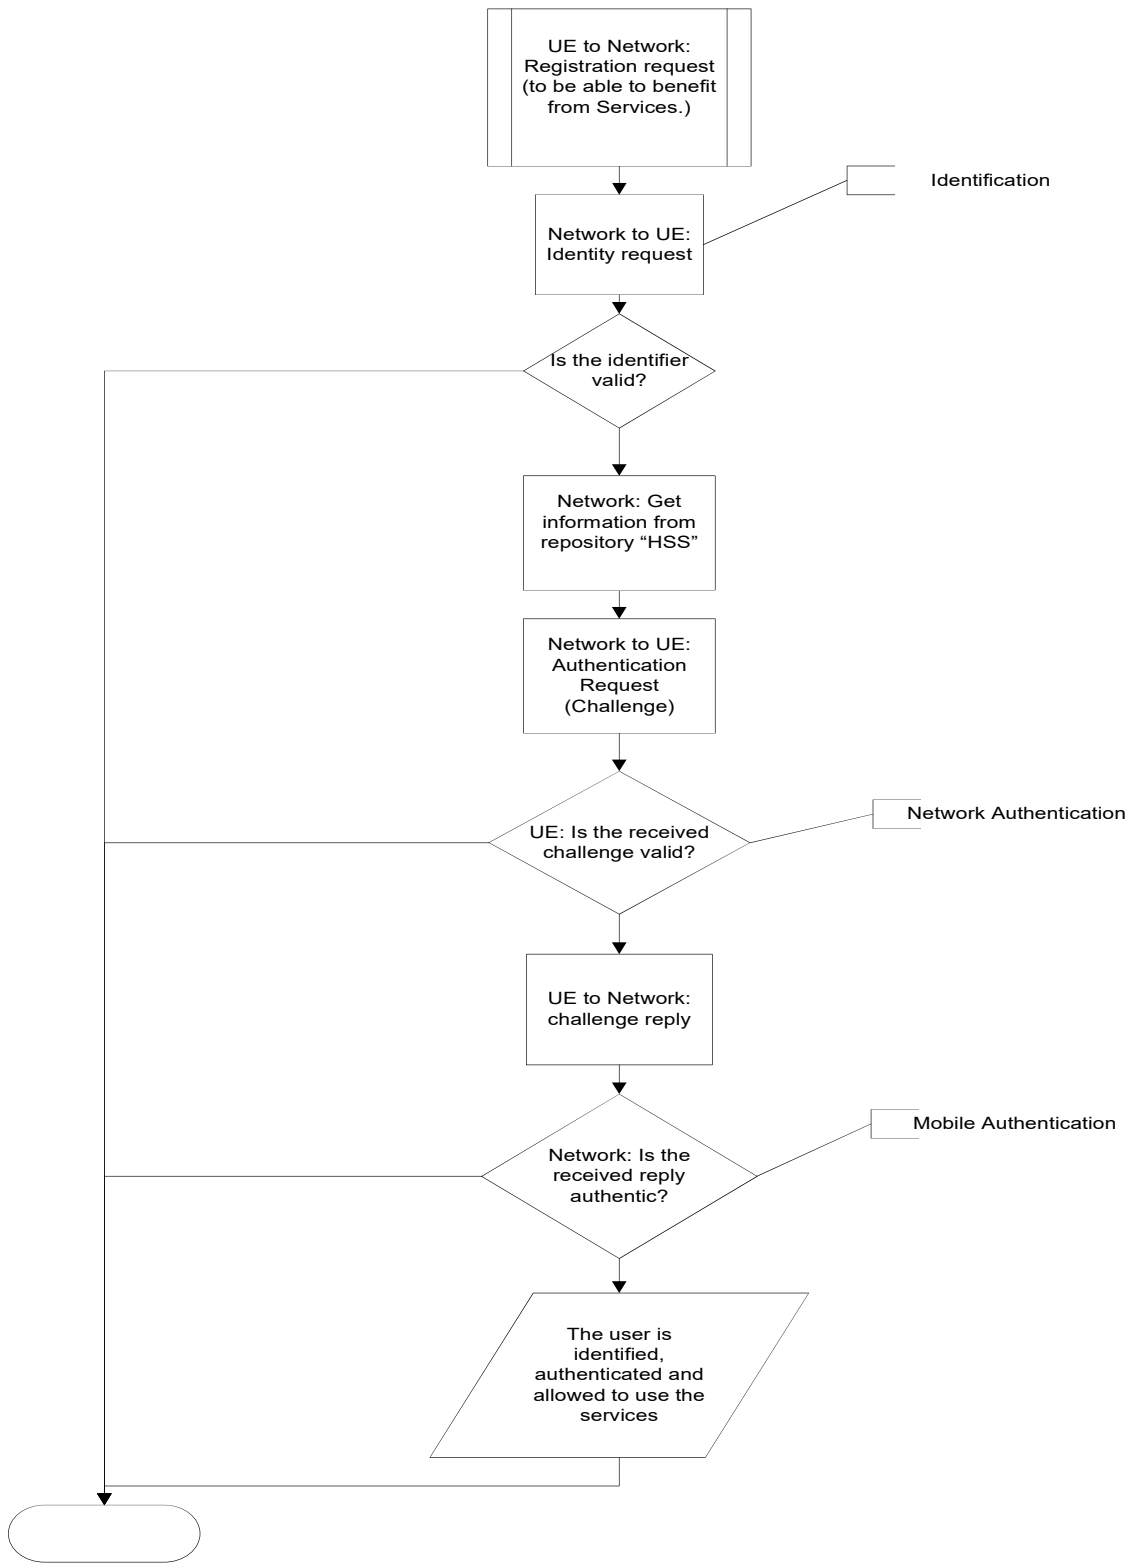 UE to Network:
Registration request
(to be able to benefit
from Services.)
Identification
Network to UE:
Identity request
Is the identifier
valid?
Network: Get
information from
repository “HSS”
Network to UE:
Authentication
Request
(Challenge)
Network Authentication
UE: Is the received
challenge valid?
UE to Network:
challenge reply
Mobile Authentication
Network: Is the
received reply
authentic?
The user is
identified,
authenticated and
allowed to use the
services